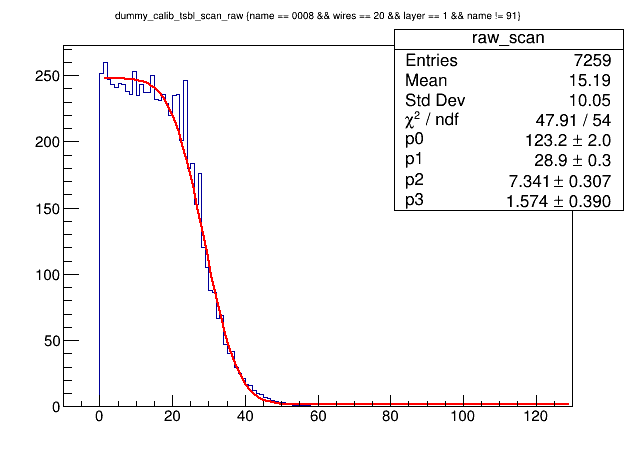 dummy_calib_tsbl_scan_raw {name == 0008 && wires == 20 && layer == 1 && name != 91}
raw_scan
Entries 7259
Mean 15.19
Std Dev 10.05
χ² / ndf 47.91 / 54
p0 123.2 ± 2.0
p1 28.9 ± 0.3
p2 7.341 ± 0.307
p3 1.574 ± 0.390
250
200
150
100
50
0
0 20 40 60 80 100 120